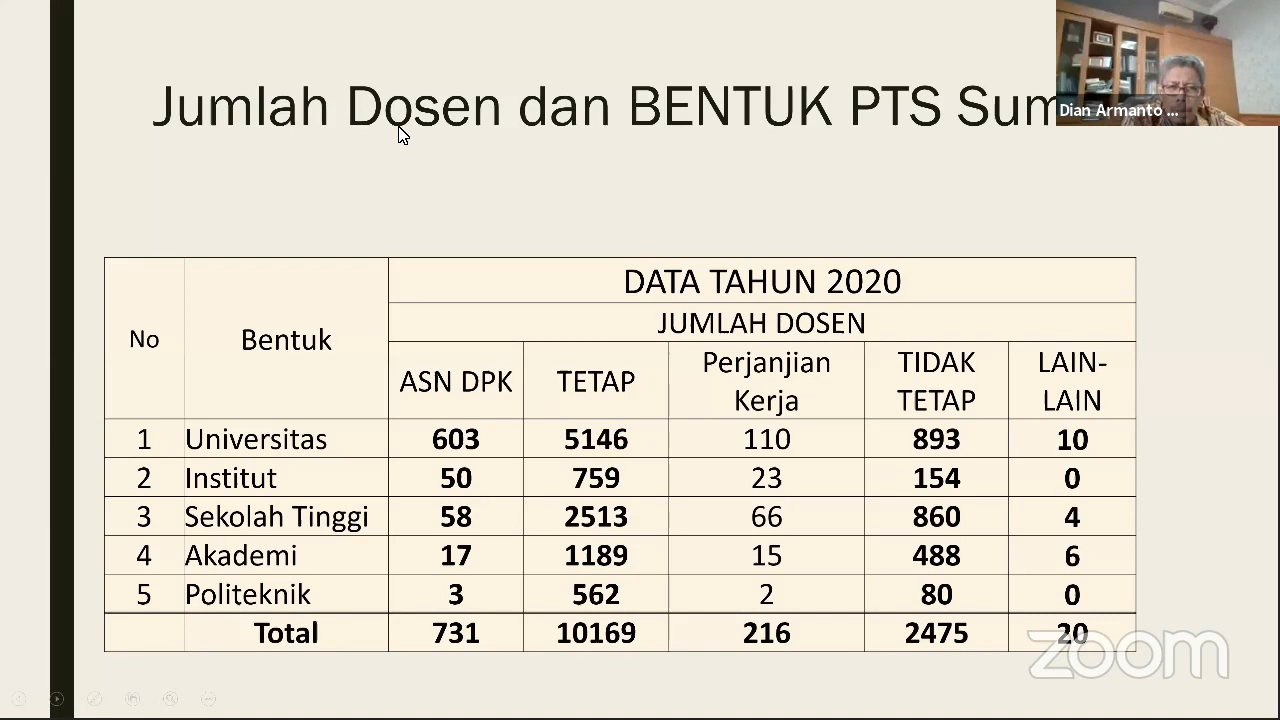 Jumlah Dosen dan BENTUK PTS Sum
Dian Armanto ...
DATA TAHUN 2020
JUMLAH DOSEN
No Bentuk ASN DPK TETAP Perjanjian Kerja TIDAK TETAP LAIN-LAIN
1 Universitas 603 5146 110 893 10
2 Institut 50 759 23 154 0
3 Sekolah Tinggi 58 2513 66 860 4
4 Akademi 17 1189 15 488 6
5 Politeknik 3 562 2 80 0
Total 731 10169 216 2475 20
zoom